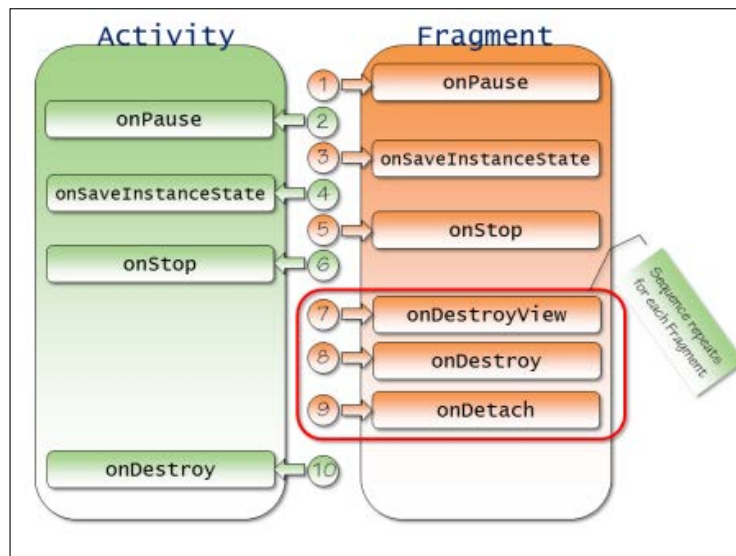 Activity
Fragment
1
onPause
onPause
2
3
onSaveInstanceState
onSaveInstanceState
4
5
onStop
onStop
6
7
onDestroyView
8
onDestroy
9
onDetach
Sequence repeats
for each Fragment
onDestroy
10